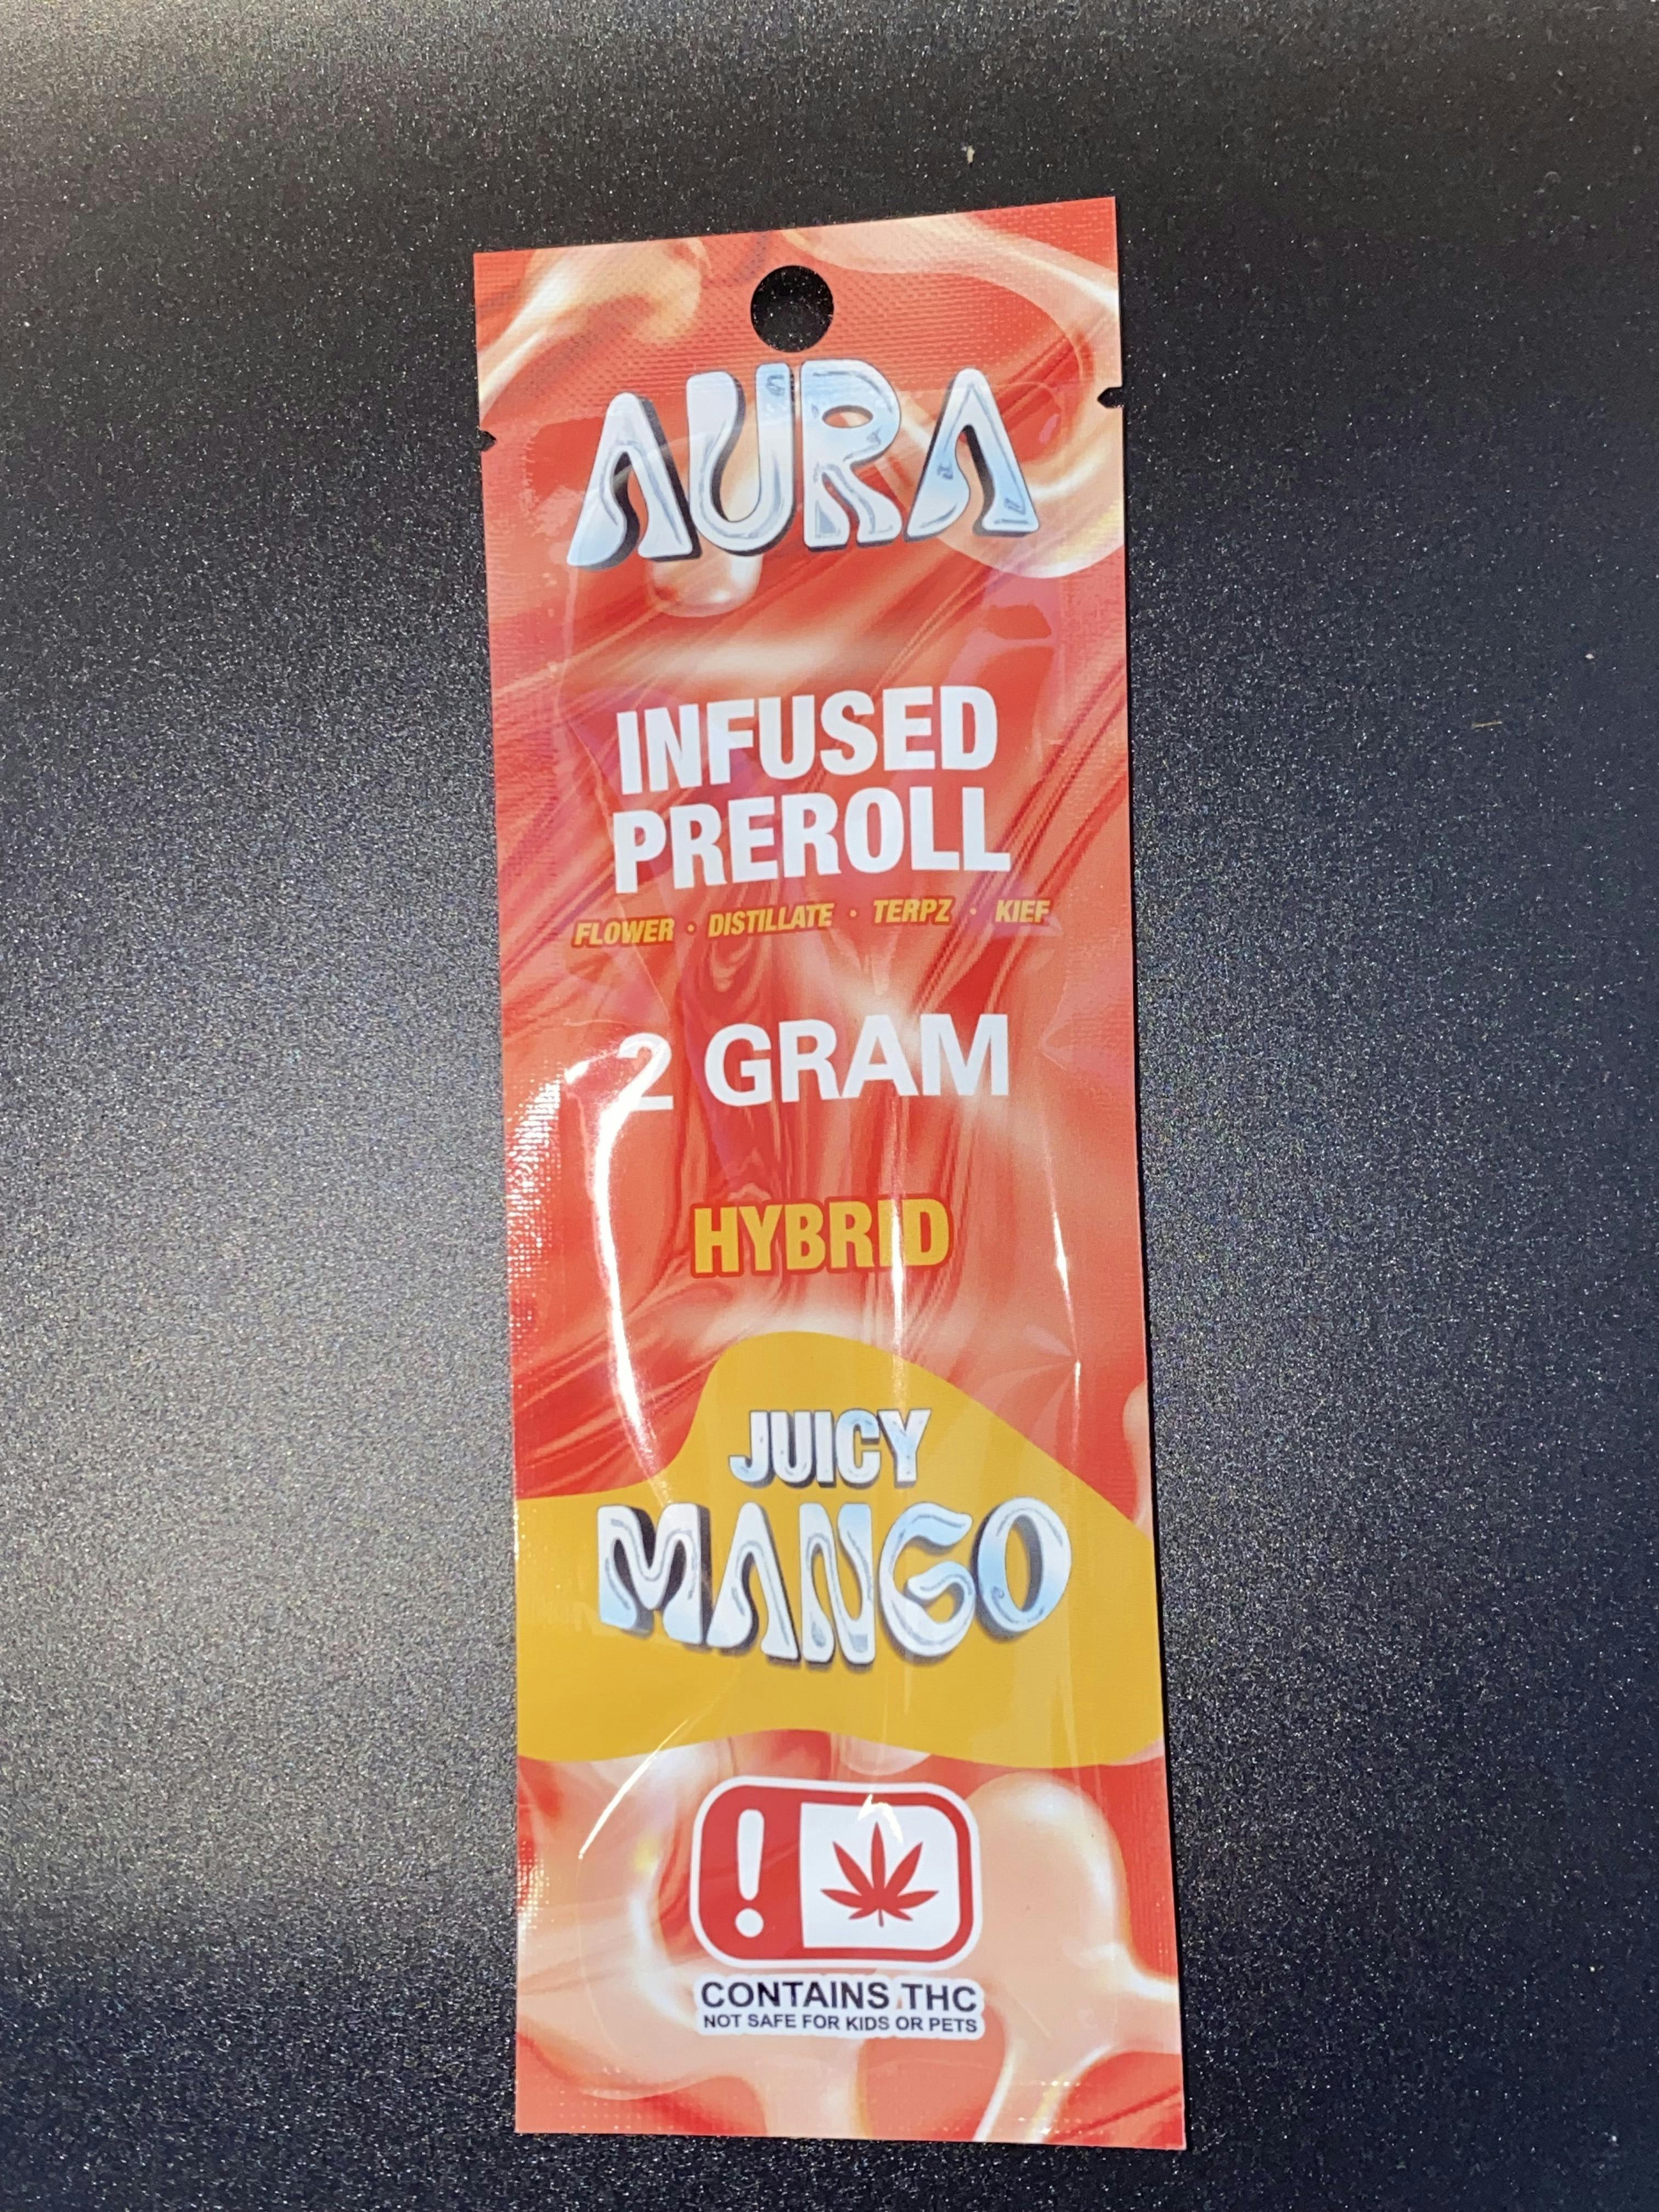 AURA
INFUSED
PREROLL
FLOWER · DISTILLATE · TERPZ · KIEF
2 GRAM
HYBRID
JUICY
MANGO
!
CONTAINS THC
NOT SAFE FOR KIDS OR PETS